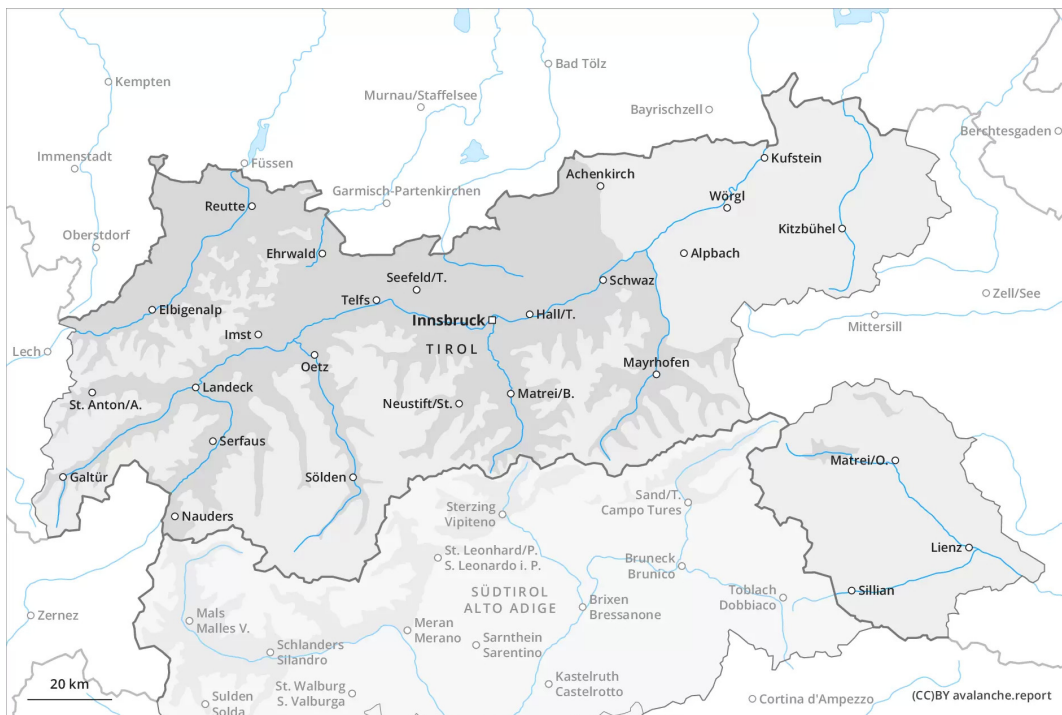 Kempten
Bad Tölz
Murnau/Staffelsee
Bayrischzell
Berchtesgaden
Immenstadt
Füssen
Kufstein
Achenkirch
Garmisch-Partenkirchen
Reutte
Wörgl
Oberstdorf
Kitzbühel
Ehrwald
Alpbach
Seefeld/T.
Schwaz
Zell/See
Telfs
Elbigenalp
Innsbruck
Hall/T.
Mittersill
Imst
TIROL
Lech
Oetz
Mayrhofen
Landeck
St. Anton/A.
Neustift/St.
Matrei/B.
Serfaus
Matrei/O.
Galtür
Sölden
Sand/T.
Campo Tures
Sterzing
Vipiteno
Nauders
Lienz
St. Leonhard/P.
S. Leonardo i. P.
Bruneck
Brunico
SÜDTIROL
ALTO ADIGE
Toblach
Dobbiaco
Sillian
Brixen
Bressanone
Zernez
Mals
Malles V.
Meran
Merano
Sarnthein
Sarentino
Schlanders
Silandro
Kastelruth
Castelrotto
20 km
St. Walburg
S. Valburga
Sulden
Solda
Cortina d'Ampezzo
(CC)BY avalanche.report